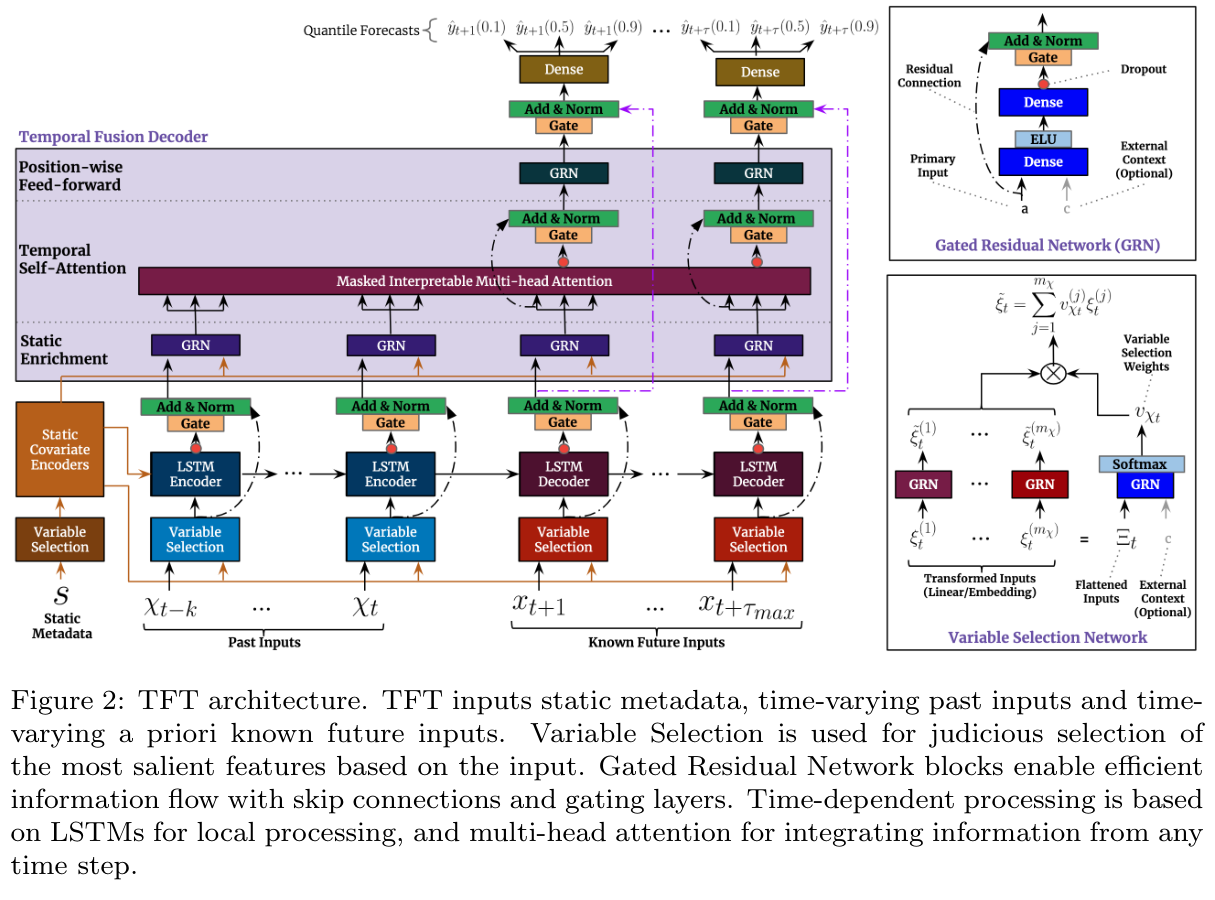 Quantile Forecasts { ŷt+1(0.1) ŷt+1(0.5) ŷt+1(0.9) ... ŷt+τ(0.1) ŷt+τ(0.5) ŷt+τ(0.9)
Dense Dense
Add & Norm Add & Norm
Gate Gate
Temporal Fusion Decoder
Position-wise
Feed-forward
GRN GRN
Add & Norm Add & Norm
Gate Gate
Temporal
Self-Attention
Masked Interpretable Multi-head Attention
Static
Enrichment
GRN GRN GRN GRN
Add & Norm Add & Norm Add & Norm Add & Norm
Gate Gate Gate Gate
Static
Covariate
Encoders
LSTM
Encoder
...
LSTM
Encoder
LSTM
Decoder
...
LSTM
Decoder
Variable
Selection
Variable
Selection
Variable
Selection
Variable
Selection
Variable
Selection
s
Static
Metadata
χt−k ... χt
Past Inputs
xt+1 ... xt+τmax
Known Future Inputs
Add & Norm
Gate
Residual
Connection
Dropout
Dense
ELU
Dense
Primary
Input
External
Context
(Optional)
a c
Gated Residual Network (GRN)
ξ̃t = ∑ j=1 mχ vχt(j) ξt(j)
Variable
Selection
Weights
⊗
vχt
ξ̃t(1) ... ξ̃t(mχ)
Softmax
GRN ... GRN GRN
ξt(1) ... ξt(mχ) = Ξt c
Transformed Inputs
(Linear/Embedding)
Flattened
Inputs
External
Context
(Optional)
Variable Selection Network
Figure 2: TFT architecture. TFT inputs static metadata, time-varying past inputs and time-
varying a priori known future inputs. Variable Selection is used for judicious selection of
the most salient features based on the input. Gated Residual Network blocks enable efficient
information flow with skip connections and gating layers. Time-dependent processing is based
on LSTMs for local processing, and multi-head attention for integrating information from any
time step.